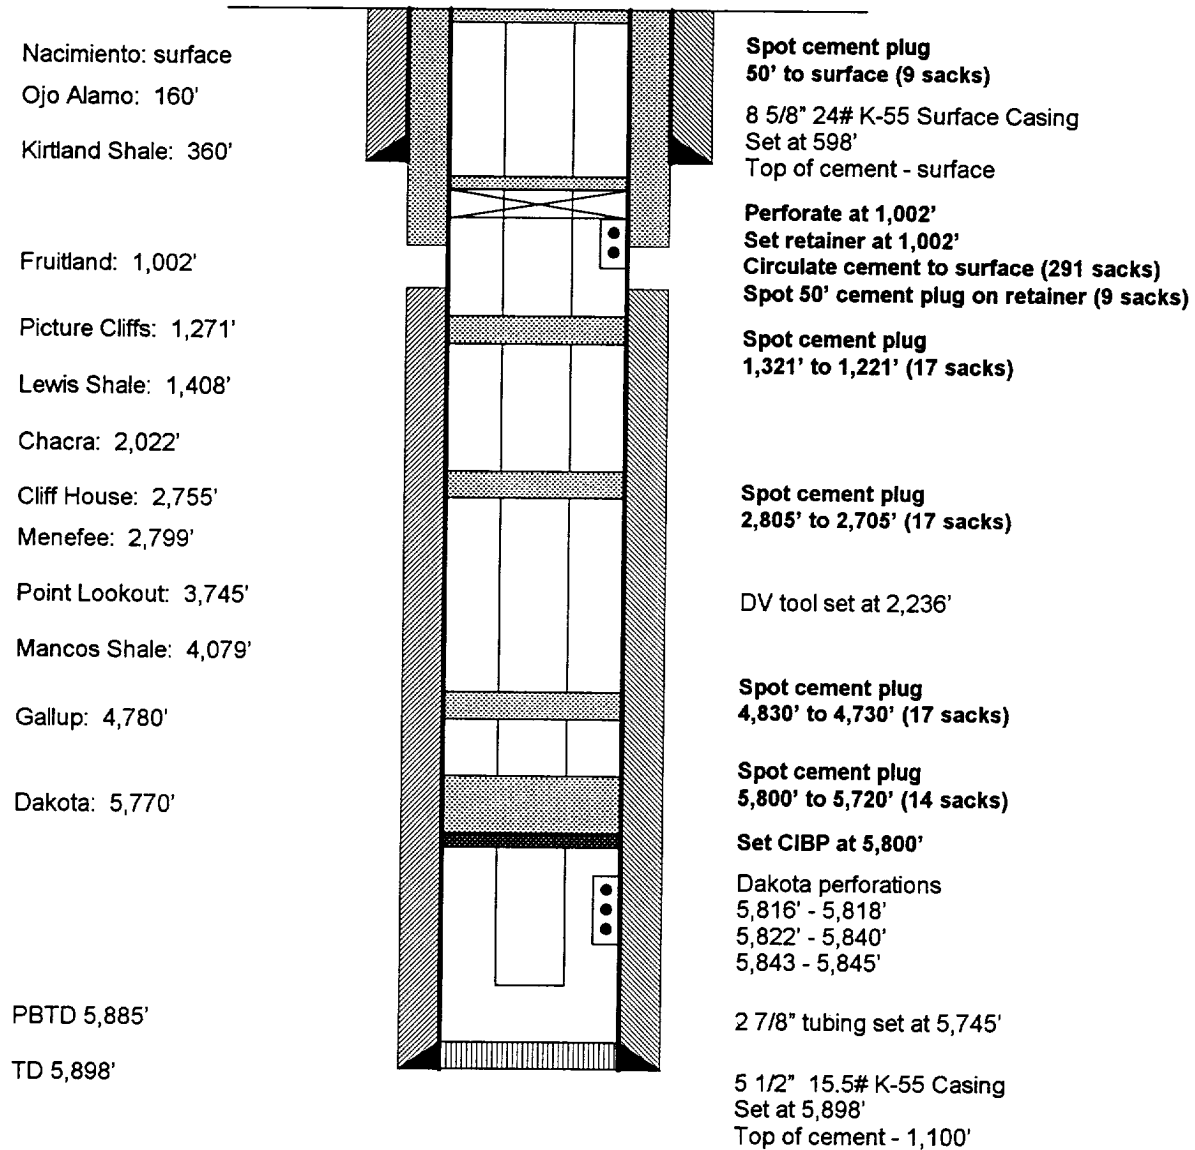 Nacimiento: surface
Ojo Alamo: 160'
Kirtland Shale: 360'
Fruitland: 1,002'
Picture Cliffs: 1,271'
Lewis Shale: 1,408'
Chacra: 2,022'
Cliff House: 2,755'
Menefee: 2,799'
Point Lookout: 3,745'
Mancos Shale: 4,079'
Gallup: 4,780'
Dakota: 5,770'
PBTD 5,885'
TD 5,898'
Spot cement plug
50' to surface (9 sacks)
8 5/8" 24# K-55 Surface Casing
Set at 598'
Top of cement - surface
Perforate at 1,002'
Set retainer at 1,002'
Circulate cement to surface (291 sacks)
Spot 50' cement plug on retainer (9 sacks)
Spot cement plug
1,321' to 1,221' (17 sacks)
Spot cement plug
2,805' to 2,705' (17 sacks)
DV tool set at 2,236'
Spot cement plug
4,830' to 4,730' (17 sacks)
Spot cement plug
5,800' to 5,720' (14 sacks)
Set CIBP at 5,800'
Dakota perforations
5,816' - 5,818'
5,822' - 5,840'
5,843 - 5,845'
2 7/8" tubing set at 5,745'
5 1/2" 15.5# K-55 Casing
Set at 5,898'
Top of cement - 1,100'